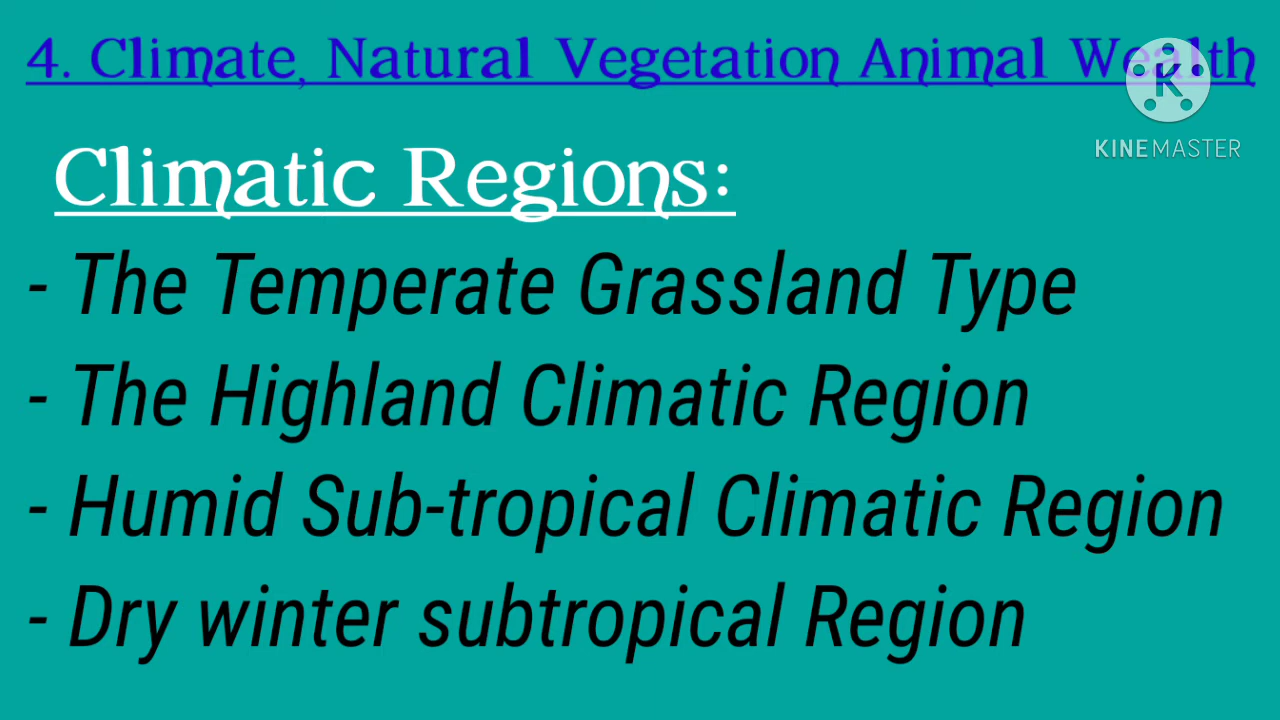 4. Climate, Natural Vegetation Animal Wealth
K
KINEMASTER
Climatic Regions:
- The Temperate Grassland Type
- The Highland Climatic Region
- Humid Sub-tropical Climatic Region
- Dry winter subtropical Region